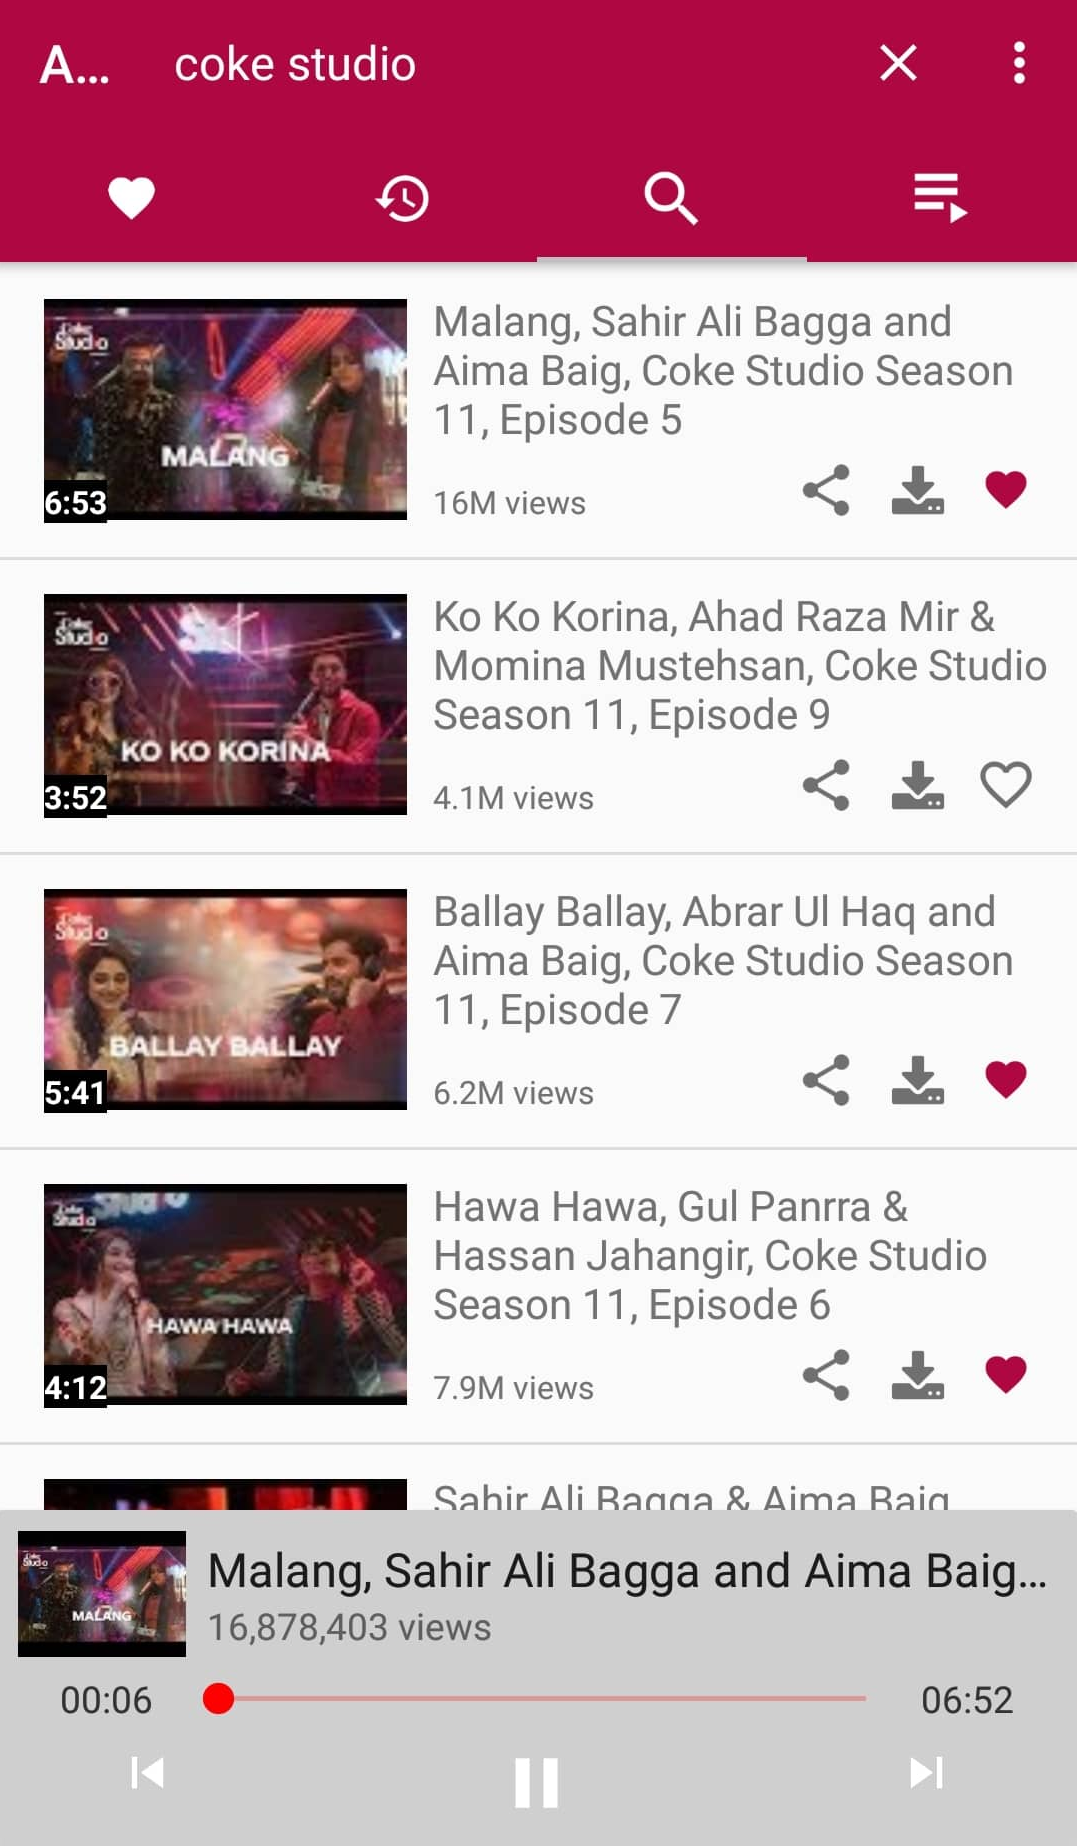 A... coke studio
Coke Studio
MALANG
6:53
Malang, Sahir Ali Bagga and
Aima Baig, Coke Studio Season
11, Episode 5
16M views
Coke Studio
KO KO KORINA
3:52
Ko Ko Korina, Ahad Raza Mir &
Momina Mustehsan, Coke Studio
Season 11, Episode 9
4.1M views
Coke Studio
BALLAY BALLAY
5:41
Ballay Ballay, Abrar Ul Haq and
Aima Baig, Coke Studio Season
11, Episode 7
6.2M views
Coke Studio
HAWA HAWA
4:12
Hawa Hawa, Gul Panrra &
Hassan Jahangir, Coke Studio
Season 11, Episode 6
7.9M views
Sahir Ali Bagga & Aima Baig
Coke Studio
MALANG
Malang, Sahir Ali Bagga and Aima Baig...
16,878,403 views
00:06
06:52